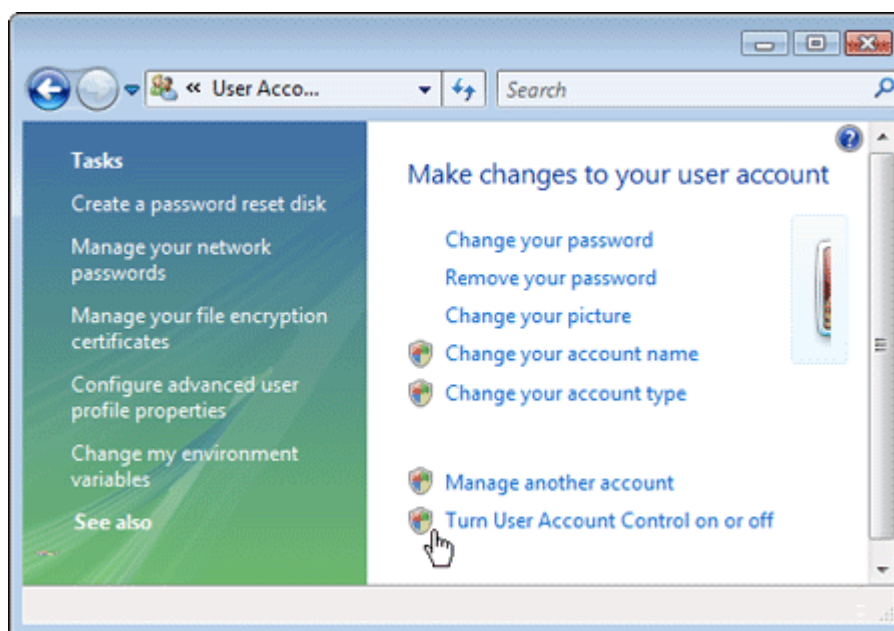 « User Acco...
Search
Tasks
Create a password reset disk
Manage your network
passwords
Manage your file encryption
certificates
Configure advanced user
profile properties
Change my environment
variables
See also
Make changes to your user account
Change your password
Remove your password
Change your picture
Change your account name
Change your account type
Manage another account
Turn User Account Control on or off